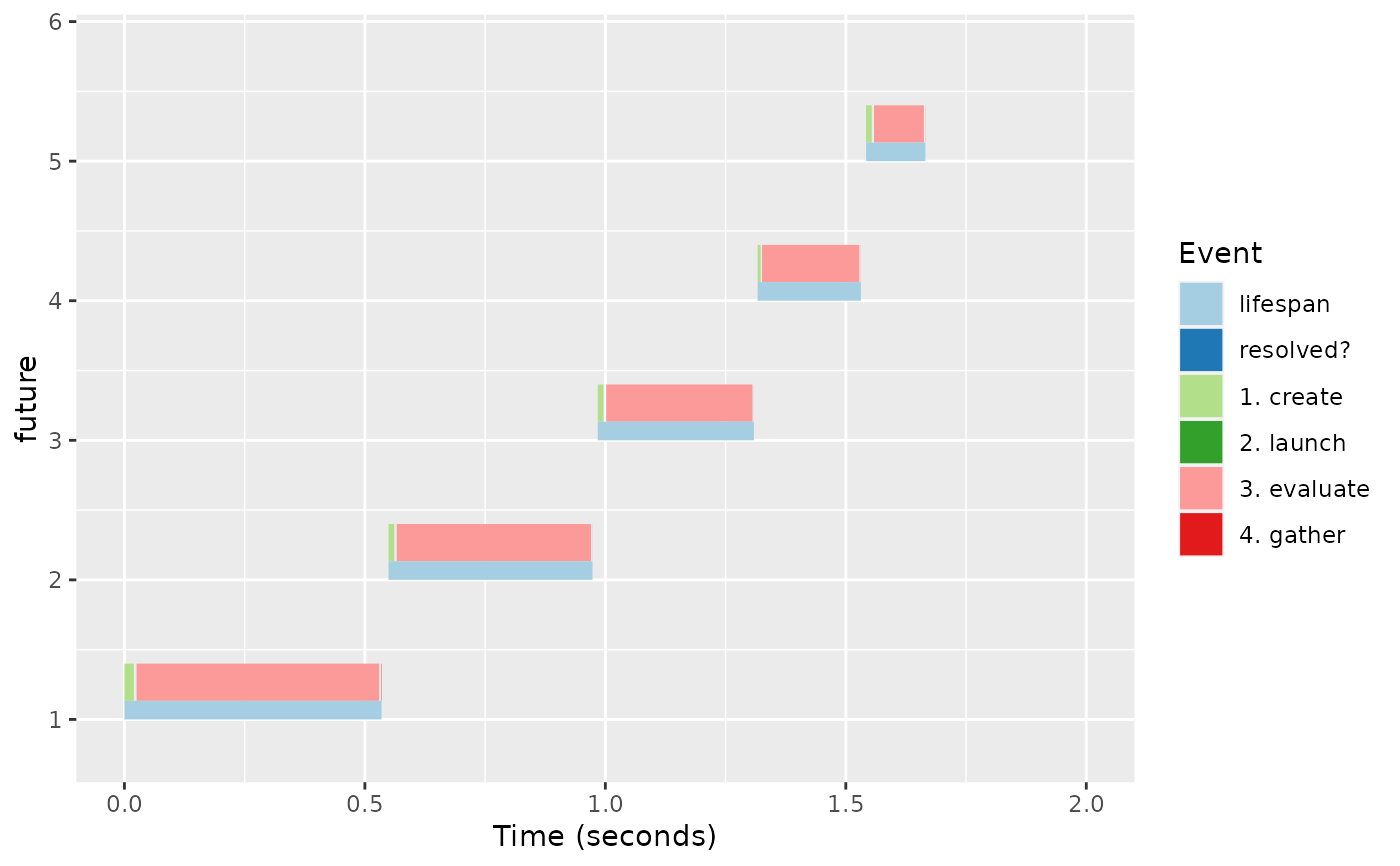 6
5
4
3
2
1
future
0.0 0.5 1.0 1.5 2.0
Time (seconds)
Event
lifespan
resolved?
1. create
2. launch
3. evaluate
4. gather